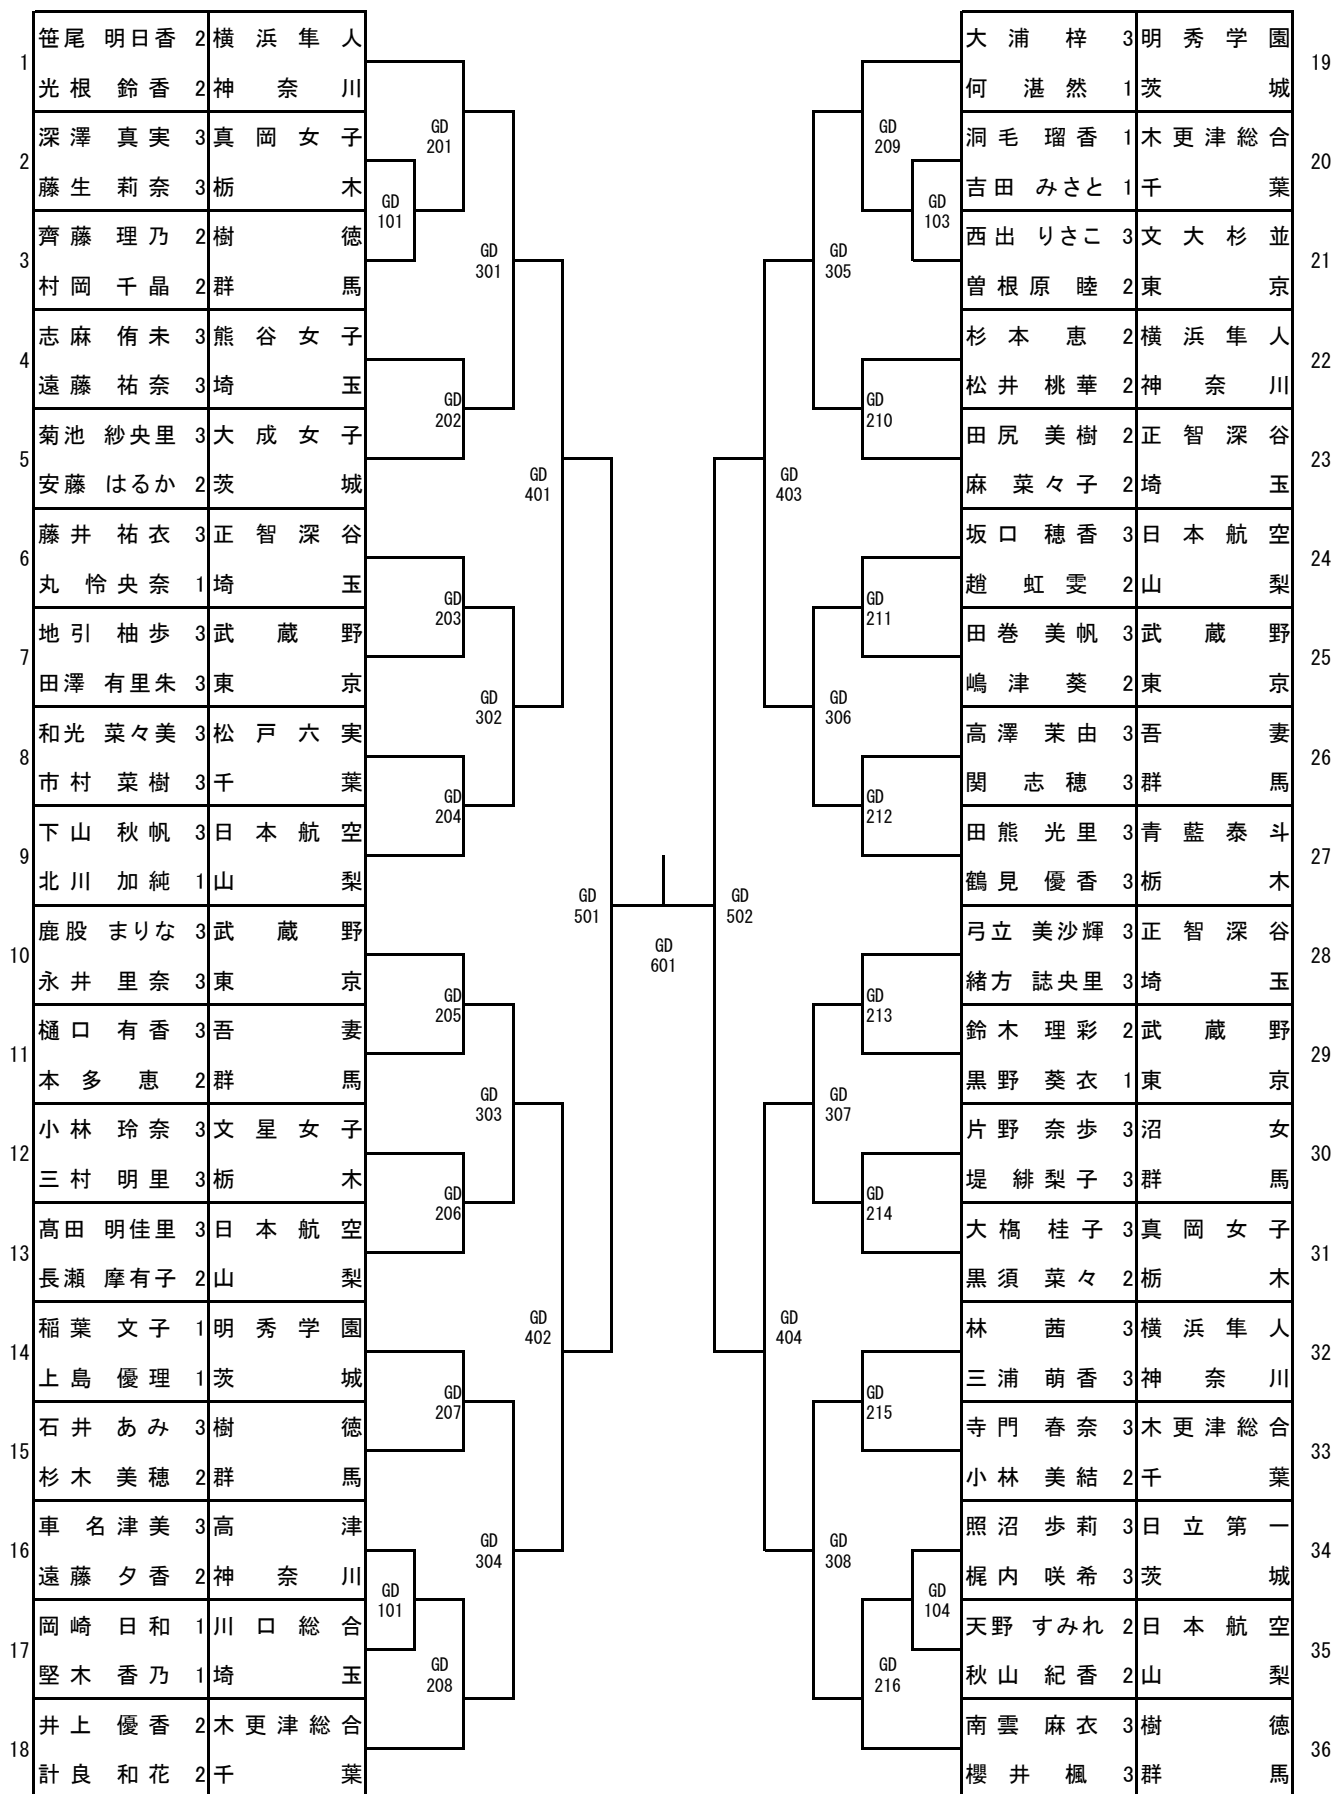 1 笹尾 明日香 2 横浜隼人
光根 鈴香 2 神奈川
2 深澤 真実 3 真岡女子
藤生 莉奈 3 栃木
3 齊藤 理乃 2 樹徳
村岡 千晶 2 群馬
4 志麻 侑未 3 熊谷女子
遠藤 祐奈 3 埼玉
5 菊池 紗央里 3 大成女子
安藤 はるか 2 茨城
6 藤井 祐衣 3 正智深谷
丸 怜央奈 1 埼玉
7 地引 柚歩 3 武蔵野
田澤 有里朱 3 東京
8 和光 菜々美 3 松戸六実
市村 菜樹 3 千葉
9 下山 秋帆 3 日本航空
北川 加純 1 山梨
10 鹿股 まりな 3 武蔵野
永井 里奈 3 東京
11 樋口 有香 3 吾妻
本多 恵 2 群馬
12 小林 玲奈 3 文星女子
三村 明里 3 栃木
13 髙田 明佳里 3 日本航空
長瀬 摩有子 2 山梨
14 稲葉 文子 1 明秀学園
上島 優理 1 茨城
15 石井 あみ 3 樹徳
杉木 美穂 2 群馬
16 車 名津美 3 高津
遠藤 夕香 2 神奈川
17 岡崎 日和 1 川口総合
堅木 香乃 1 埼玉
18 井上 優香 2 木更津総合
計良 和花 2 千葉
GD 201
GD 101
GD 301
GD 202
GD 401
GD 203
GD 302
GD 204
GD 501
GD 205
GD 303
GD 206
GD 402
GD 207
GD 304
GD 101
GD 208
GD 601
GD 209
GD 103
GD 305
GD 210
GD 403
GD 211
GD 306
GD 212
GD 502
GD 213
GD 307
GD 214
GD 404
GD 215
GD 308
GD 104
GD 216
大浦 梓 3 明秀学園 19
何 湛然 1 茨城
洞毛 瑠香 1 木更津総合 20
吉田 みさと 1 千葉
西出 りさこ 3 文大杉並 21
曽根原 睦 2 東京
杉本 恵 2 横浜隼人 22
松井 桃華 2 神奈川
田尻 美樹 2 正智深谷 23
麻 菜々子 2 埼玉
坂口 穂香 3 日本航空 24
趙 虹雯 2 山梨
田巻 美帆 3 武蔵野 25
嶋津 葵 2 東京
高澤 茉由 3 吾妻 26
関 志穂 3 群馬
田熊 光里 3 青藍泰斗 27
鶴見 優香 3 栃木
弓立 美沙輝 3 正智深谷 28
緒方 誌央里 3 埼玉
鈴木 理彩 2 武蔵野 29
黒野 葵衣 1 東京
片野 奈歩 3 沼女 30
堤 緋梨子 3 群馬
大槗 桂子 3 真岡女子 31
黒須 菜々 2 栃木
林 茜 3 横浜隼人 32
三浦 萌香 3 神奈川
寺門 春奈 3 木更津総合 33
小林 美結 2 千葉
照沼 歩莉 3 日立第一 34
梶内 咲希 3 茨城
天野 すみれ 2 日本航空 35
秋山 紀香 2 山梨
南雲 麻衣 3 樹徳 36
櫻井 楓 3 群馬